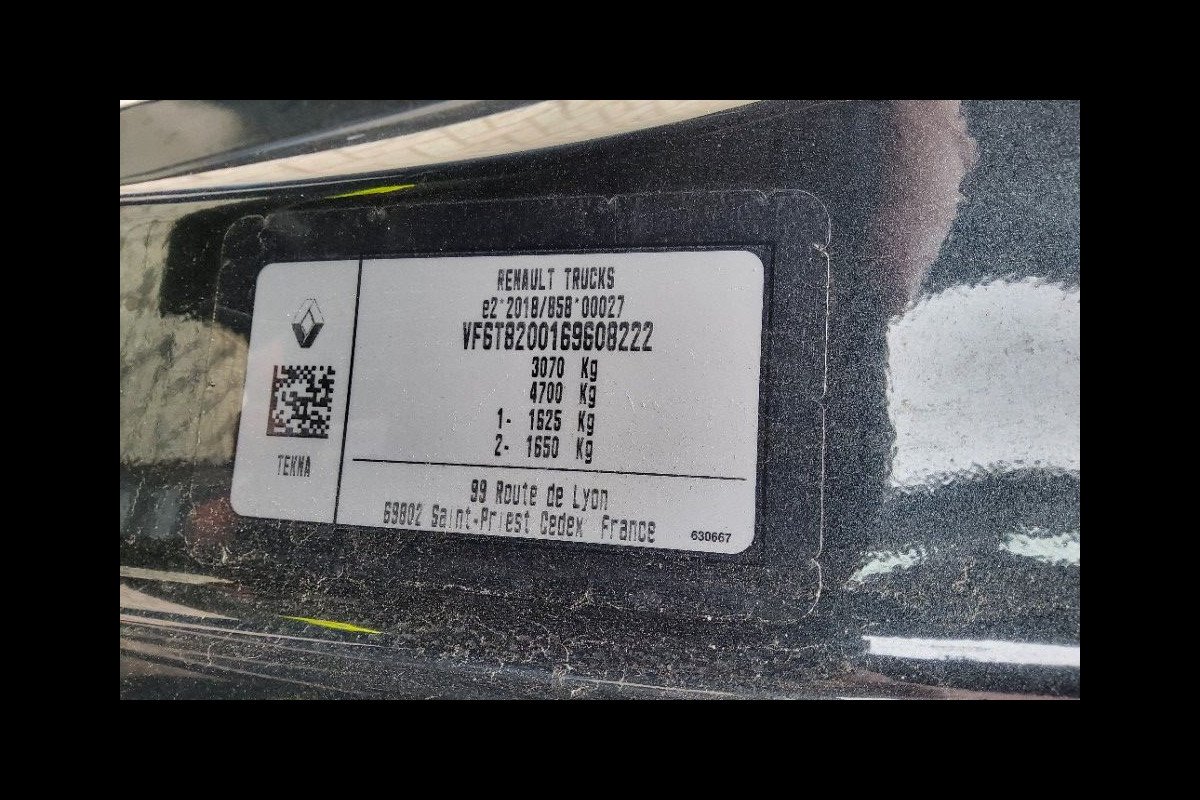 RENAULT TRUCKS
e2*2018/858*00027
VF6T8200169608222
3070 Kg
4700 Kg
1- 1625 Kg
2- 1650 Kg
TEKNA
99 Route de Lyon
69802 Saint-Priest Cedex France
630667